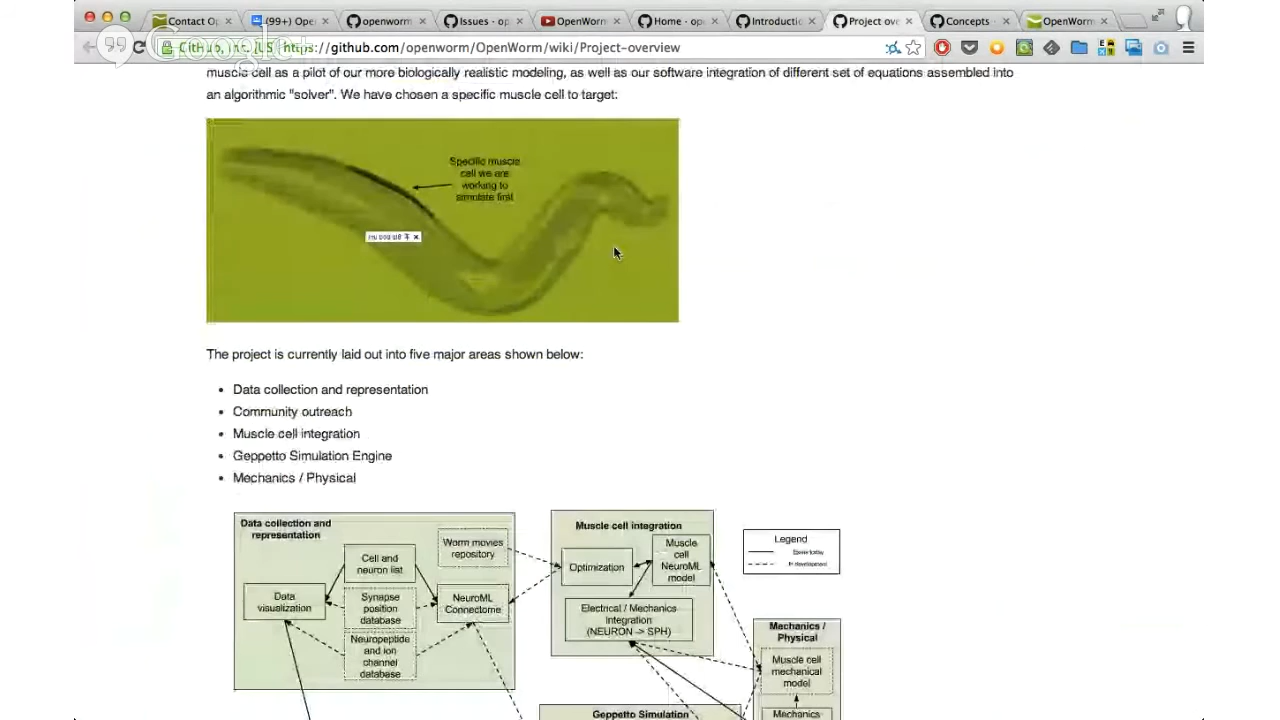 Contact O
(99+) Ope
openworm
Issues - op
OpenWorm
Home · ope
Introductio
Project ove
Concepts ·
OpenWorm
https://github.com/openworm/OpenWorm/wiki/Project-overview
muscle cell as a pilot of our more biologically realistic modeling, as well as our software integration of different set of equations assembled into
an algorithmic "solver". We have chosen a specific muscle cell to target:
Specific muscle
cell we are
working to
simulate first
The project is currently laid out into five major areas shown below:
• Data collection and representation
• Community outreach
• Muscle cell integration
• Geppetto Simulation Engine
• Mechanics / Physical
Data collection and
representation
Worm movies
repository
Cell and
neuron list
Data
visualization
Synapse
position
database
NeuroML
Connectome
Neuropeptide
and ion
channel
database
Muscle cell integration
Optimization
Muscle
cell
NeuroML
model
Electrical / Mechanics
Integration
(NEURON -> SPH)
Legend
In development
Mechanics /
Physical
Muscle cell
mechanical
model
Mechanics
Geppetto Simulation